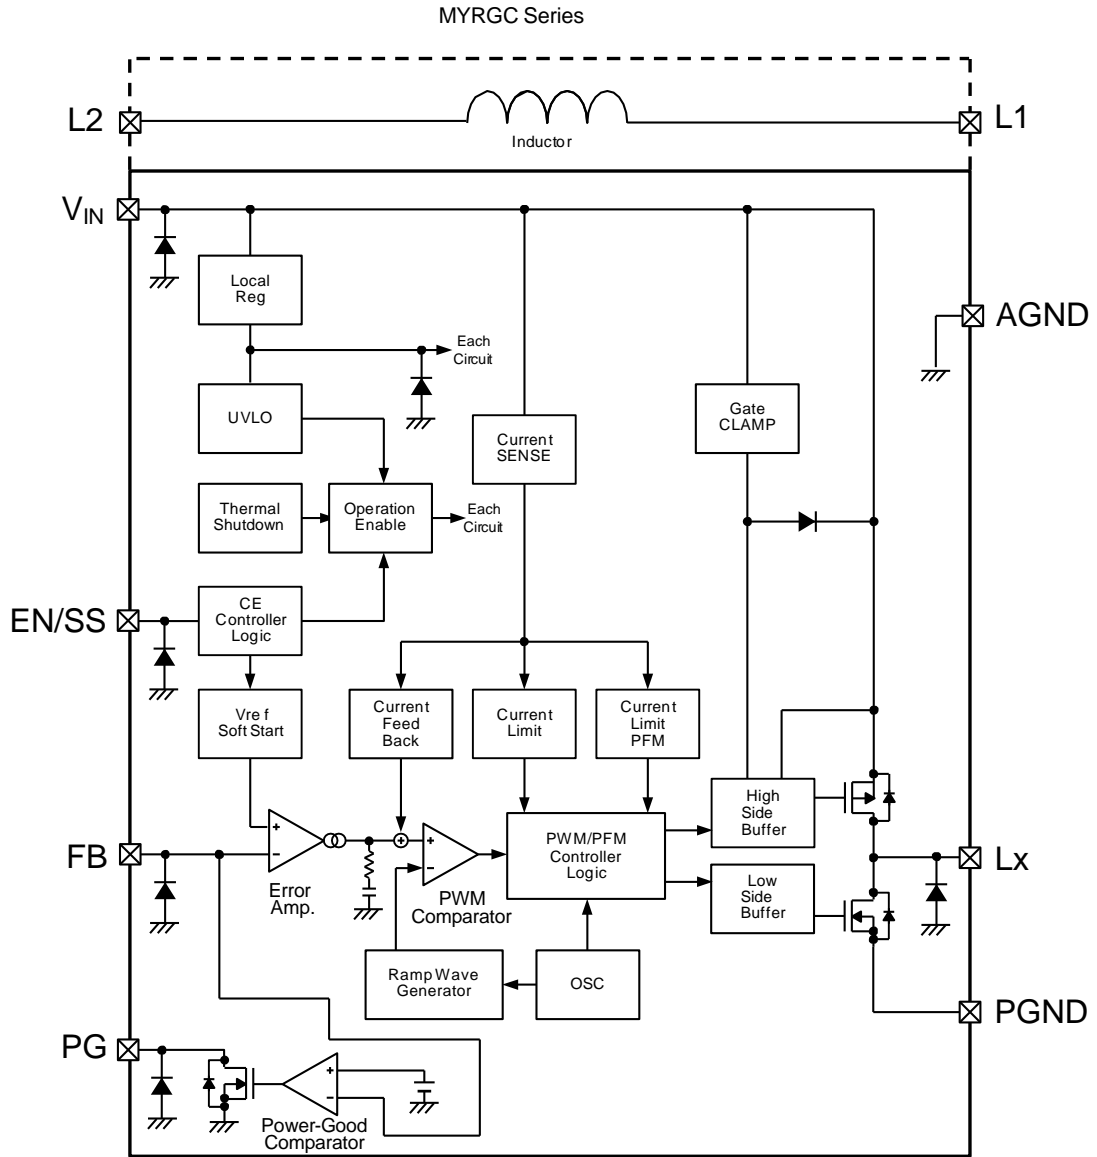 MYRGC Series
L2
L1
Inductor
VIN
Local
Reg
AGND
Each
Circuit
UVLO
Gate
CLAMP
Current
SENSE
Thermal
Shutdown
Operation
Enable
Each
Circuit
EN/SS
CE
Controller
Logic
Vref
Soft Start
Current
Feed
Back
Current
Limit
Current
Limit
PFM
High
Side
Buffer
+
-
+
+
-
PWM/PFM
Controller
Logic
FB
Lx
Error
Amp.
PWM
Comparator
Low
Side
Buffer
Ramp Wave
Generator
OSC
PGND
PG
+
-
Power-Good
Comparator